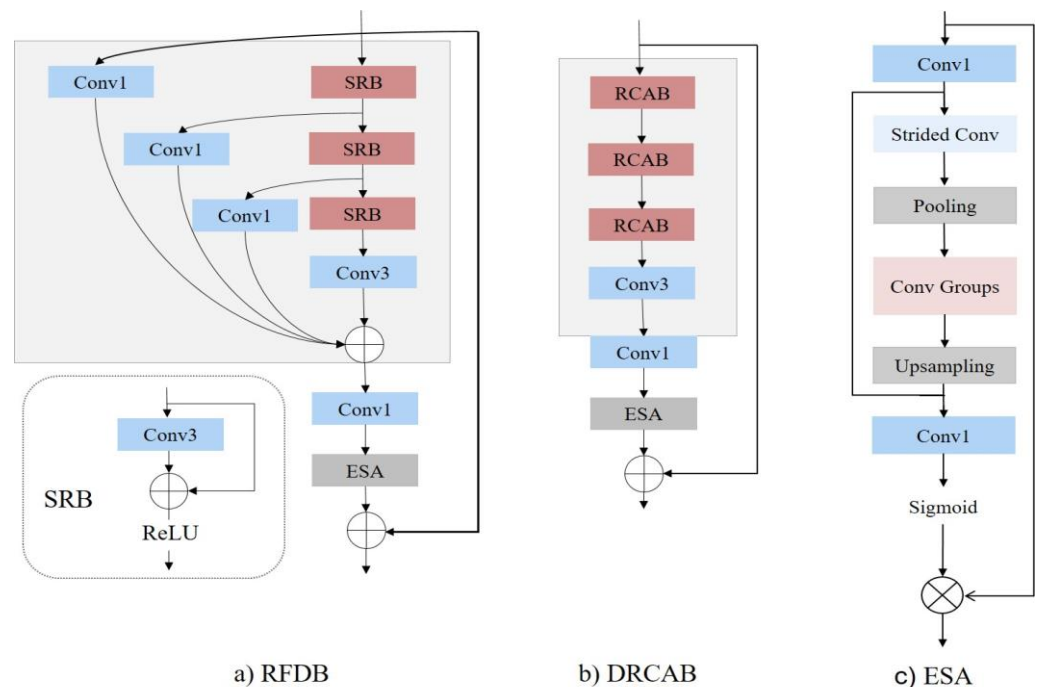 Conv1
SRB
Conv1
SRB
Conv1
SRB
Conv3
Conv1
ESA
SRB
Conv3
ReLU
a) RFDB
RCAB
RCAB
RCAB
Conv3
Conv1
ESA
b) DRCAB
Conv1
Strided Conv
Pooling
Conv Groups
Upsampling
Conv1
Sigmoid
c) ESA